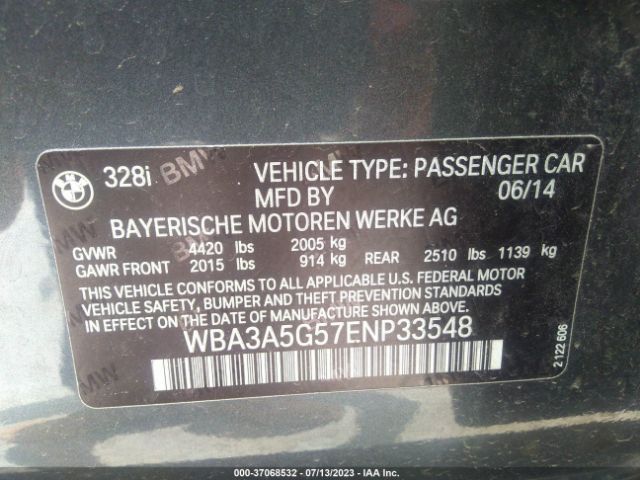 BMW
328i
VEHICLE TYPE: PASSENGER CAR
MFD BY 06/14
BAYERISCHE MOTOREN WERKE AG
GVWR 4420 lbs 2005 kg
GAWR FRONT 2015 lbs 914 kg REAR 2510 lbs 1139 kg
THIS VEHICLE CONFORMS TO ALL APPLICABLE U.S. FEDERAL MOTOR
VEHICLE SAFETY, BUMPER AND THEFT PREVENTION STANDARDS IN
EFFECT ON THE DATE OF MANUFACTURE SHOWN ABOVE.
WBA3A5G57ENP33548
2 122 606
000-37068532 - 07/13/2023 - IAA Inc.